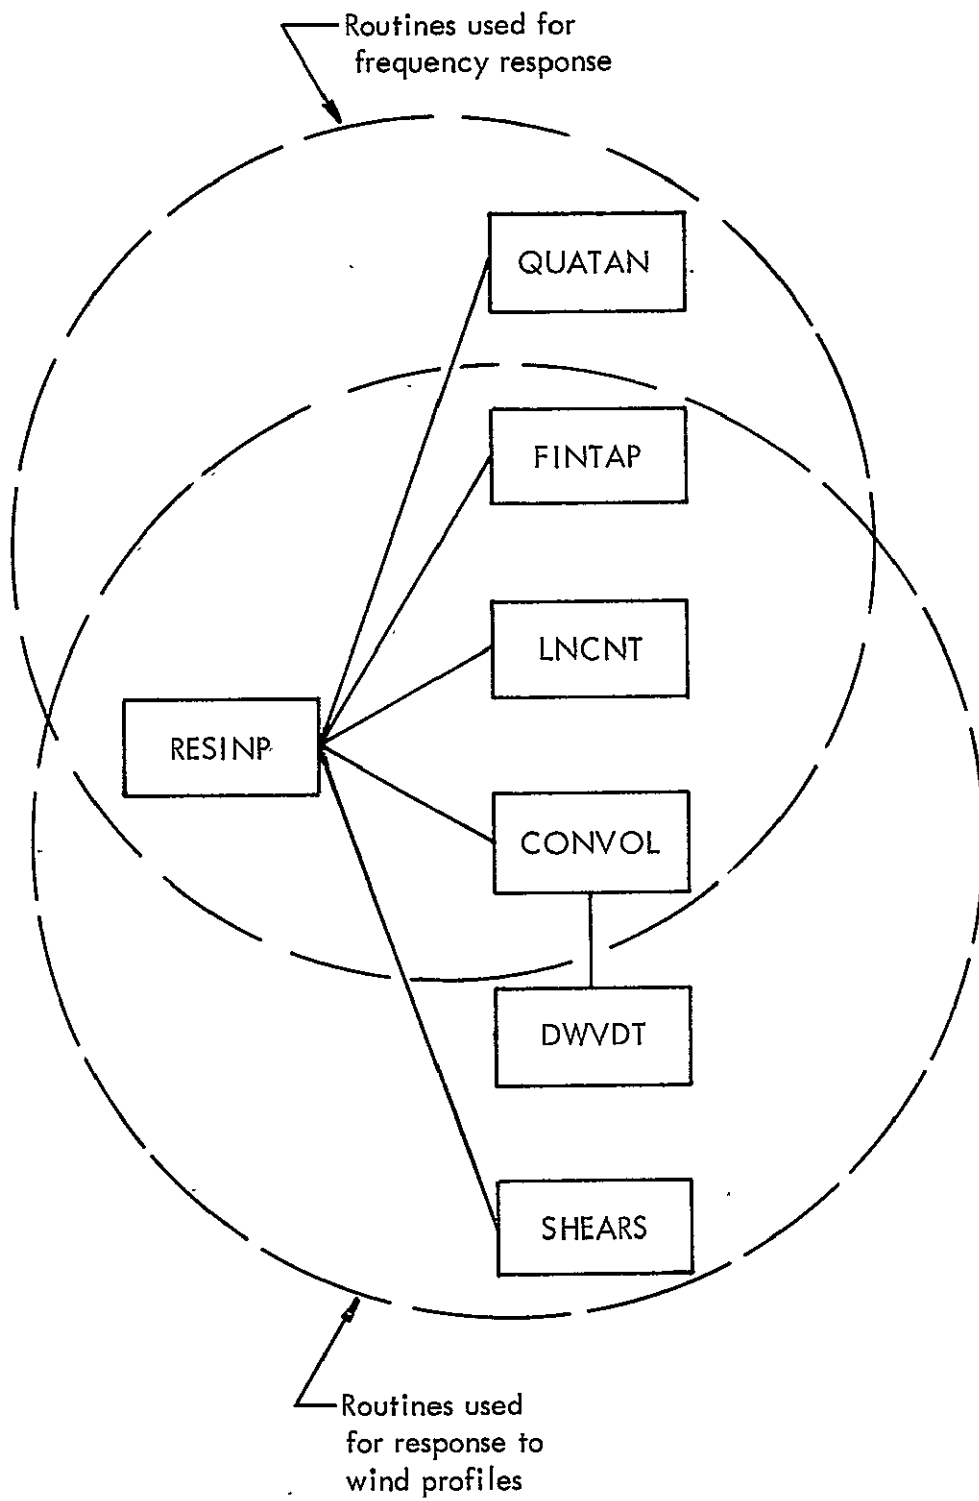 Routines used for
frequency response
QUATAN
FINTAP
LNCNT
RESINP
CONVOL
DWVDT
SHEARS
Routines used
for response to
wind profiles